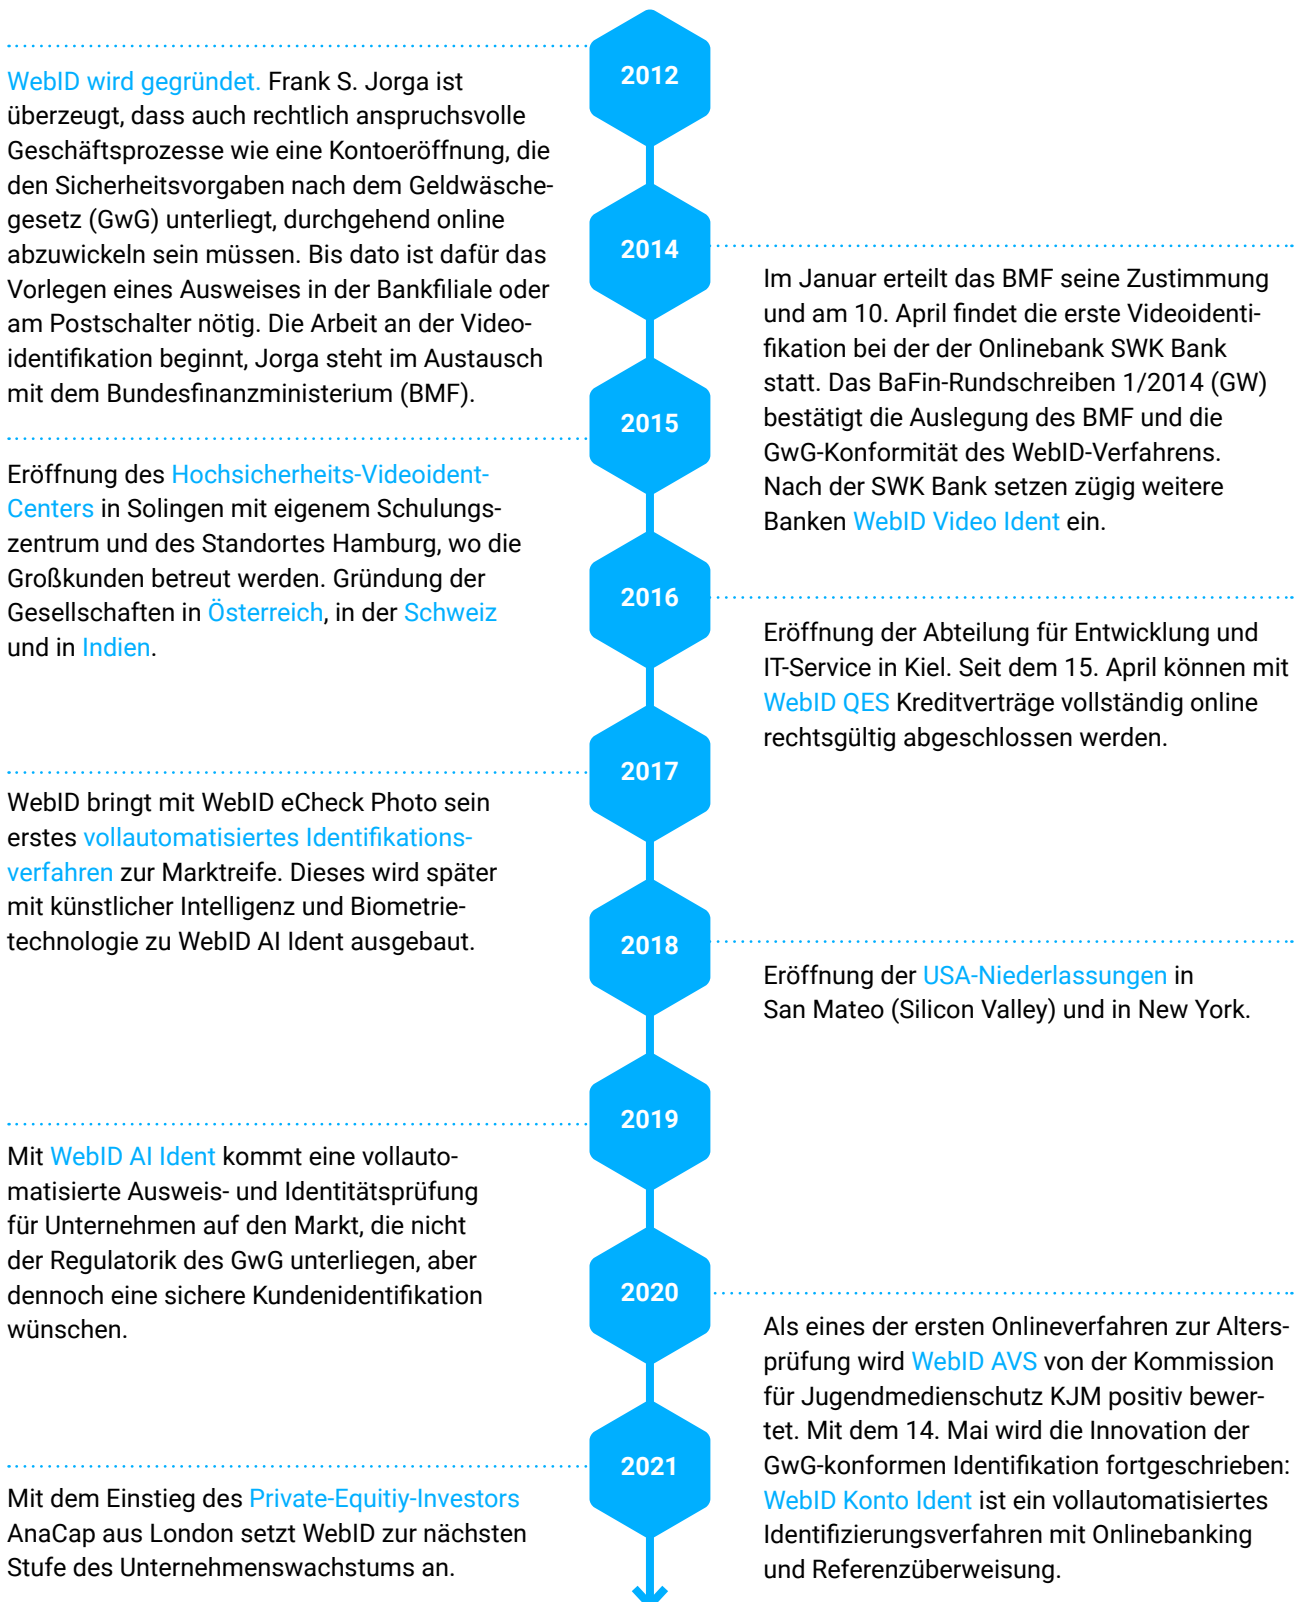 2012
WebID wird gegründet. Frank S. Jorga ist
überzeugt, dass auch rechtlich anspruchsvolle
Geschäftsprozesse wie eine Kontoeröffnung, die
den Sicherheitsvorgaben nach dem Geldwäsche-
gesetz (GwG) unterliegt, durchgehend online
abzuwickeln sein müssen. Bis dato ist dafür das
Vorlegen eines Ausweises in der Bankfiliale oder
am Postschalter nötig. Die Arbeit an der Video-
identifikation beginnt, Jorga steht im Austausch
mit dem Bundesfinanzministerium (BMF).
2014
Im Januar erteilt das BMF seine Zustimmung
und am 10. April findet die erste Videoidenti-
fikation bei der der Onlinebank SWK Bank
statt. Das BaFin-Rundschreiben 1/2014 (GW)
bestätigt die Auslegung des BMF und die
GwG-Konformität des WebID-Verfahrens.
Nach der SWK Bank setzen zügig weitere
Banken WebID Video Ident ein.
2015
Eröffnung des Hochsicherheits-Videoident-
Centers in Solingen mit eigenem Schulungs-
zentrum und des Standortes Hamburg, wo die
Großkunden betreut werden. Gründung der
Gesellschaften in Österreich, in der Schweiz
und in Indien.
2016
Eröffnung der Abteilung für Entwicklung und
IT-Service in Kiel. Seit dem 15. April können mit
WebID QES Kreditverträge vollständig online
rechtsgültig abgeschlossen werden.
2017
WebID bringt mit WebID eCheck Photo sein
erstes vollautomatisiertes Identifikations-
verfahren zur Marktreife. Dieses wird später
mit künstlicher Intelligenz und Biometrie-
technologie zu WebID AI Ident ausgebaut.
2018
Eröffnung der USA-Niederlassungen in
San Mateo (Silicon Valley) und in New York.
2019
Mit WebID AI Ident kommt eine vollauto-
matisierte Ausweis- und Identitätsprüfung
für Unternehmen auf den Markt, die nicht
der Regulatorik des GwG unterliegen, aber
dennoch eine sichere Kundenidentifikation
wünschen.
2020
Als eines der ersten Onlineverfahren zur Alters-
prüfung wird WebID AVS von der Kommission
für Jugendmedienschutz KJM positiv bewer-
tet. Mit dem 14. Mai wird die Innovation der
GwG-konformen Identifikation fortgeschrieben:
WebID Konto Ident ist ein vollautomatisiertes
Identifizierungsverfahren mit Onlinebanking
und Referenzüberweisung.
2021
Mit dem Einstieg des Private-Equitiy-Investors
AnaCap aus London setzt WebID zur nächsten
Stufe des Unternehmenswachstums an.